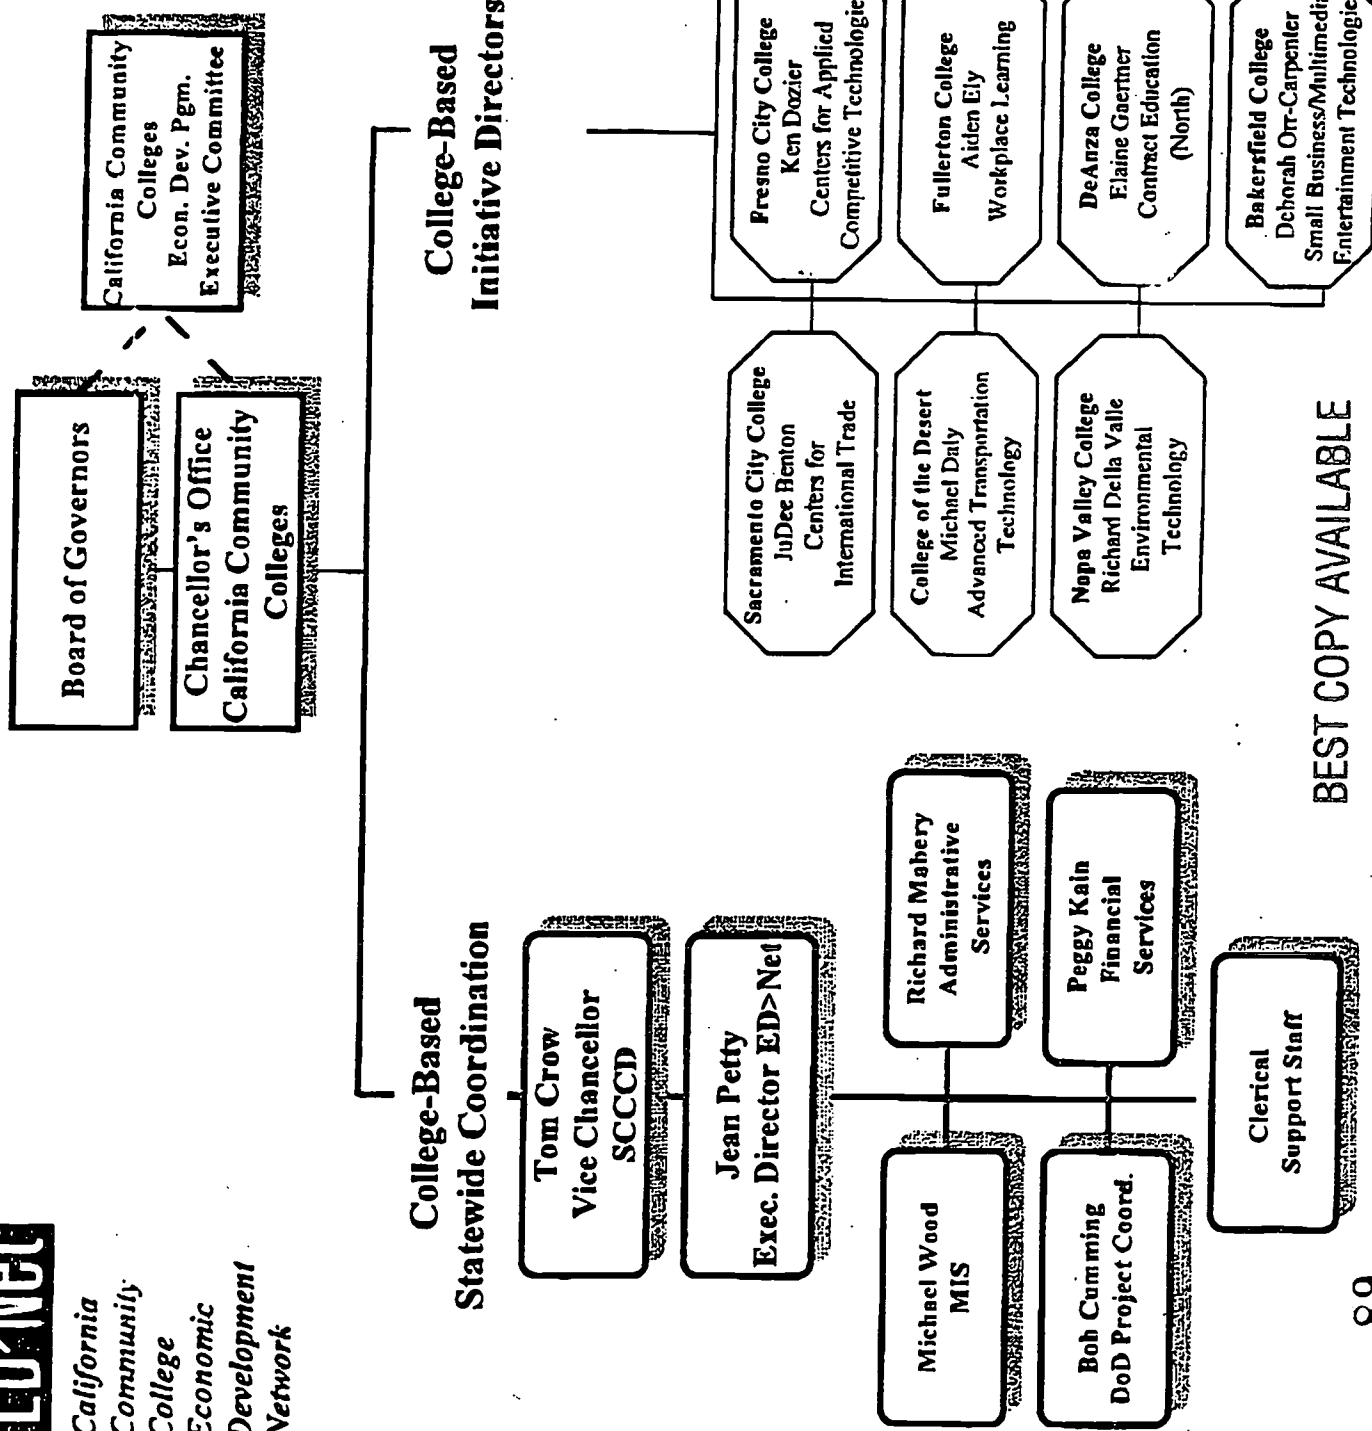 ED>Net
California
Community
College
Economic
Development
Network
Board of Governors
Chancellor's Office
California Community
Colleges
California Community
Colleges
Econ. Dev. Pgm.
Executive Committee
College-Based
Statewide Coordination
Tom Crow
Vice Chancellor
SCCCD
Jean Petty
Exec. Director ED>Net
Michael Wood
MIS
Richard Mabery
Administrative
Services
Bob Cumming
DoD Project Coord.
Peggy Kain
Financial
Services
Clerical
Support Staff
College-Based
Initiative Directors
Sacramento City College
JuDee Benton
Centers for
International Trade
Fresno City College
Ken Dozier
Centers for Applied
Competitive Technologie
College of the Desert
Michael Daly
Advanced Transportation
Technology
Fullerton College
Aiden Ely
Workplace Learning
Napa Valley College
Richard Della Valle
Environmental
Technology
DeAnza College
Elaine Gaertner
Contract Education
(North)
Bakersfield College
Deborah Orr-Carpenter
Small Business/Multimedia
Entertainment Technologie
BEST COPY AVAILABLE